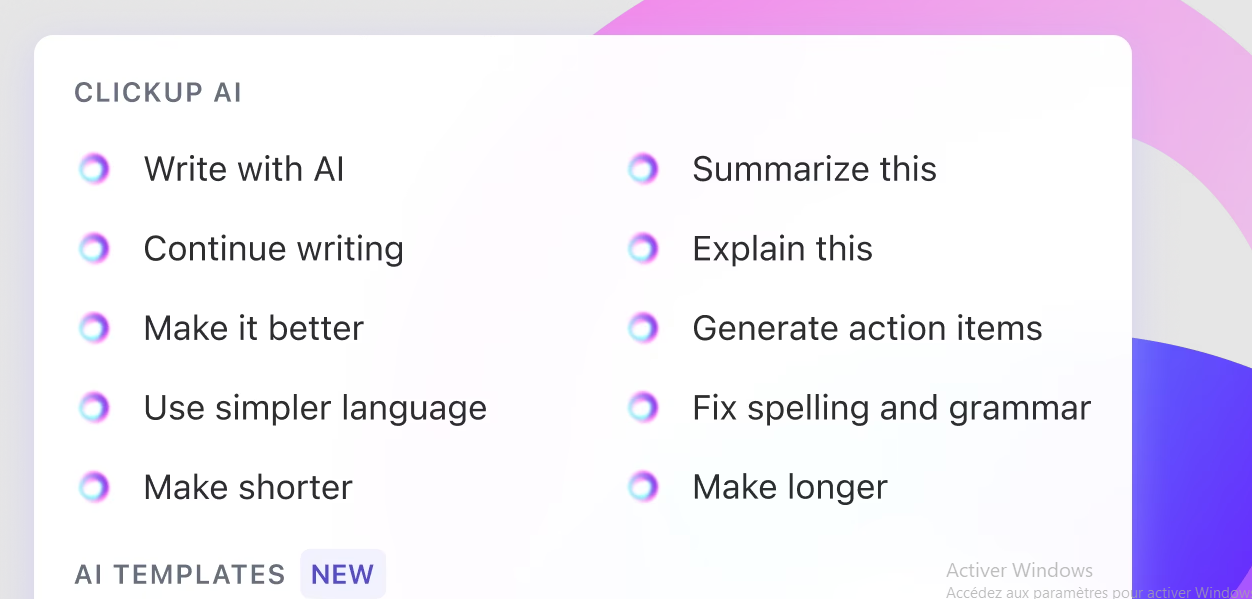 CLICKUP AI
Write with AI
Summarize this
Continue writing
Explain this
Make it better
Generate action items
Use simpler language
Fix spelling and grammar
Make shorter
Make longer
AI TEMPLATES NEW
Activer Windows
Accédez aux paramètres pour activer Windows